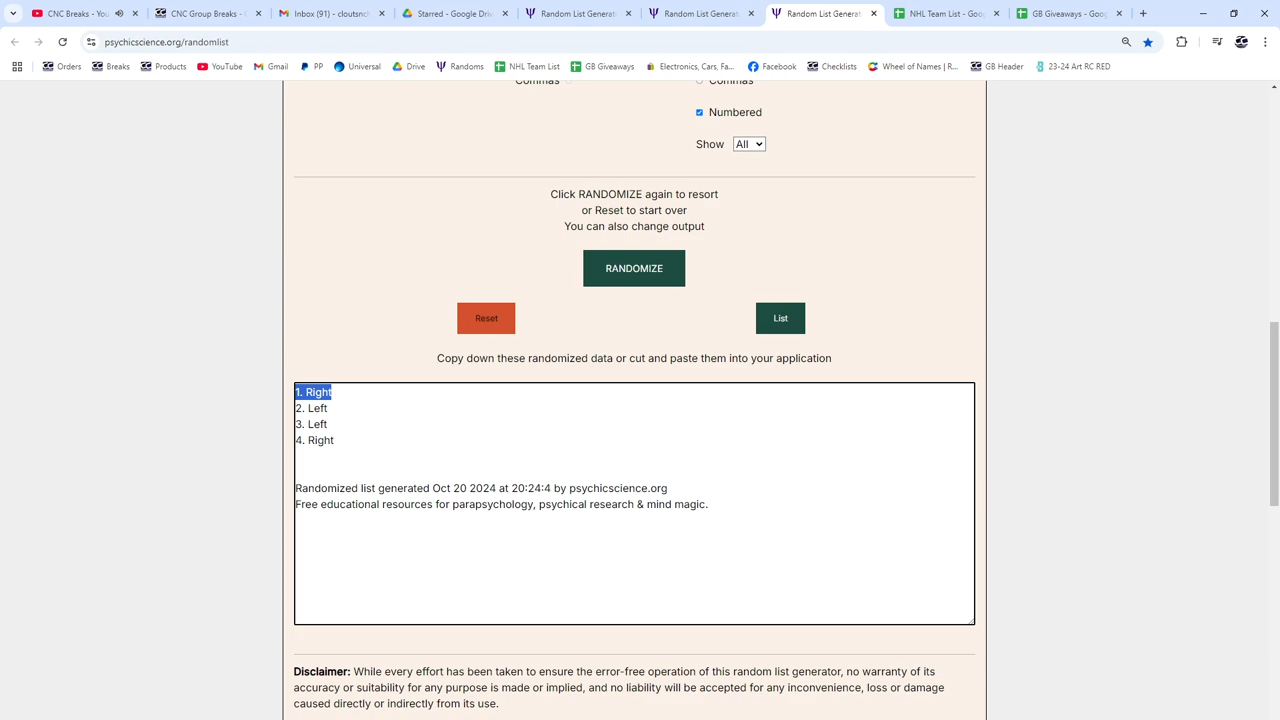 CNC Breaks - You
CNC Group Breaks - C
Inbox (91) - cloutsnch
Starred - Google Driv
Random List Generati
Random List Generati
Random List Generat
NHL Team List - Goo
GB Giveaways - Goog
psychicscience.org/randomlist
Orders
Breaks
Products
YouTube
Gmail
PP
Universal
Drive
Randoms
NHL Team List
GB Giveaways
Electronics, Cars, Fa...
Facebook
Checklists
Wheel of Names | R...
GB Header
23-24 Art RC RED
Commas
Commas
Numbered
Show All
Click RANDOMIZE again to resort
or Reset to start over
You can also change output
RANDOMIZE
Reset
List
Copy down these randomized data or cut and paste them into your application
1. Right
2. Left
3. Left
4. Right
Randomized list generated Oct 20 2024 at 20:24:4 by psychicscience.org
Free educational resources for parapsychology, psychical research & mind magic.
Disclaimer: While every effort has been taken to ensure the error-free operation of this random list generator, no warranty of its
accuracy or suitability for any purpose is made or implied, and no liability will be accepted for any inconvenience, loss or damage
caused directly or indirectly from its use.